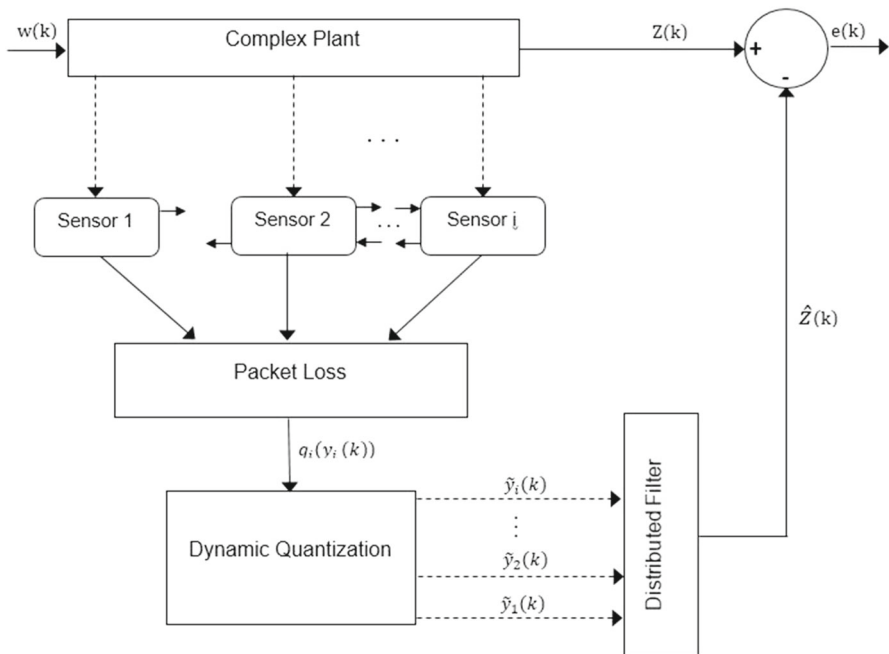 w(k)
Complex Plant
Z(k)
+
-
e(k)
. . .
Sensor 1
Sensor 2
...
Sensor i
Packet Loss
Ẑ(k)
qᵢ(yᵢ(k))
Dynamic Quantization
ỹᵢ(k)
⋮
ỹ₂(k)
ỹ₁(k)
Distributed Filter